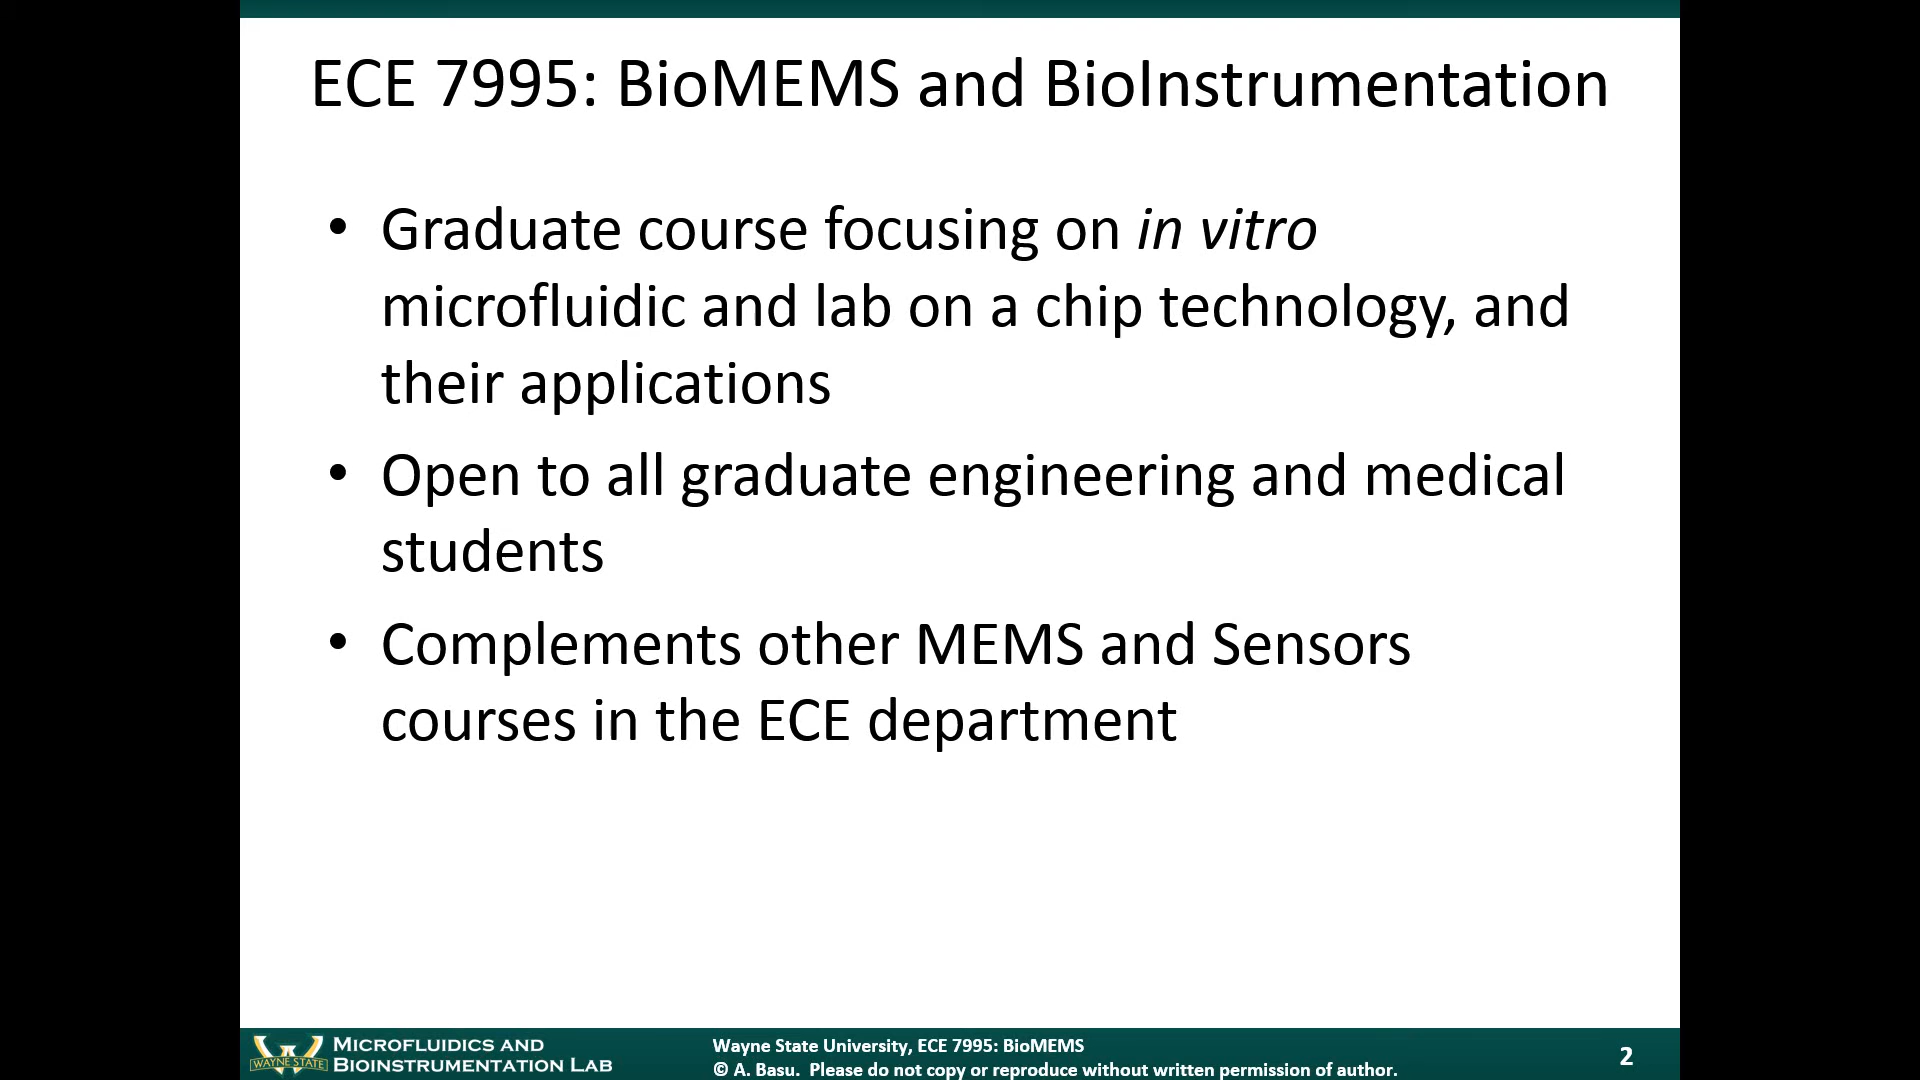 ECE 7995: BioMEMS and BioInstrumentation
• Graduate course focusing on in vitro
microfluidic and lab on a chip technology, and
their applications
• Open to all graduate engineering and medical
students
• Complements other MEMS and Sensors
courses in the ECE department
WAYNE STATE
MICROFLUIDICS AND
BIOINSTRUMENTATION LAB
Wayne State University, ECE 7995: BioMEMS
© A. Basu.  Please do not copy or reproduce without written permission of author.
2